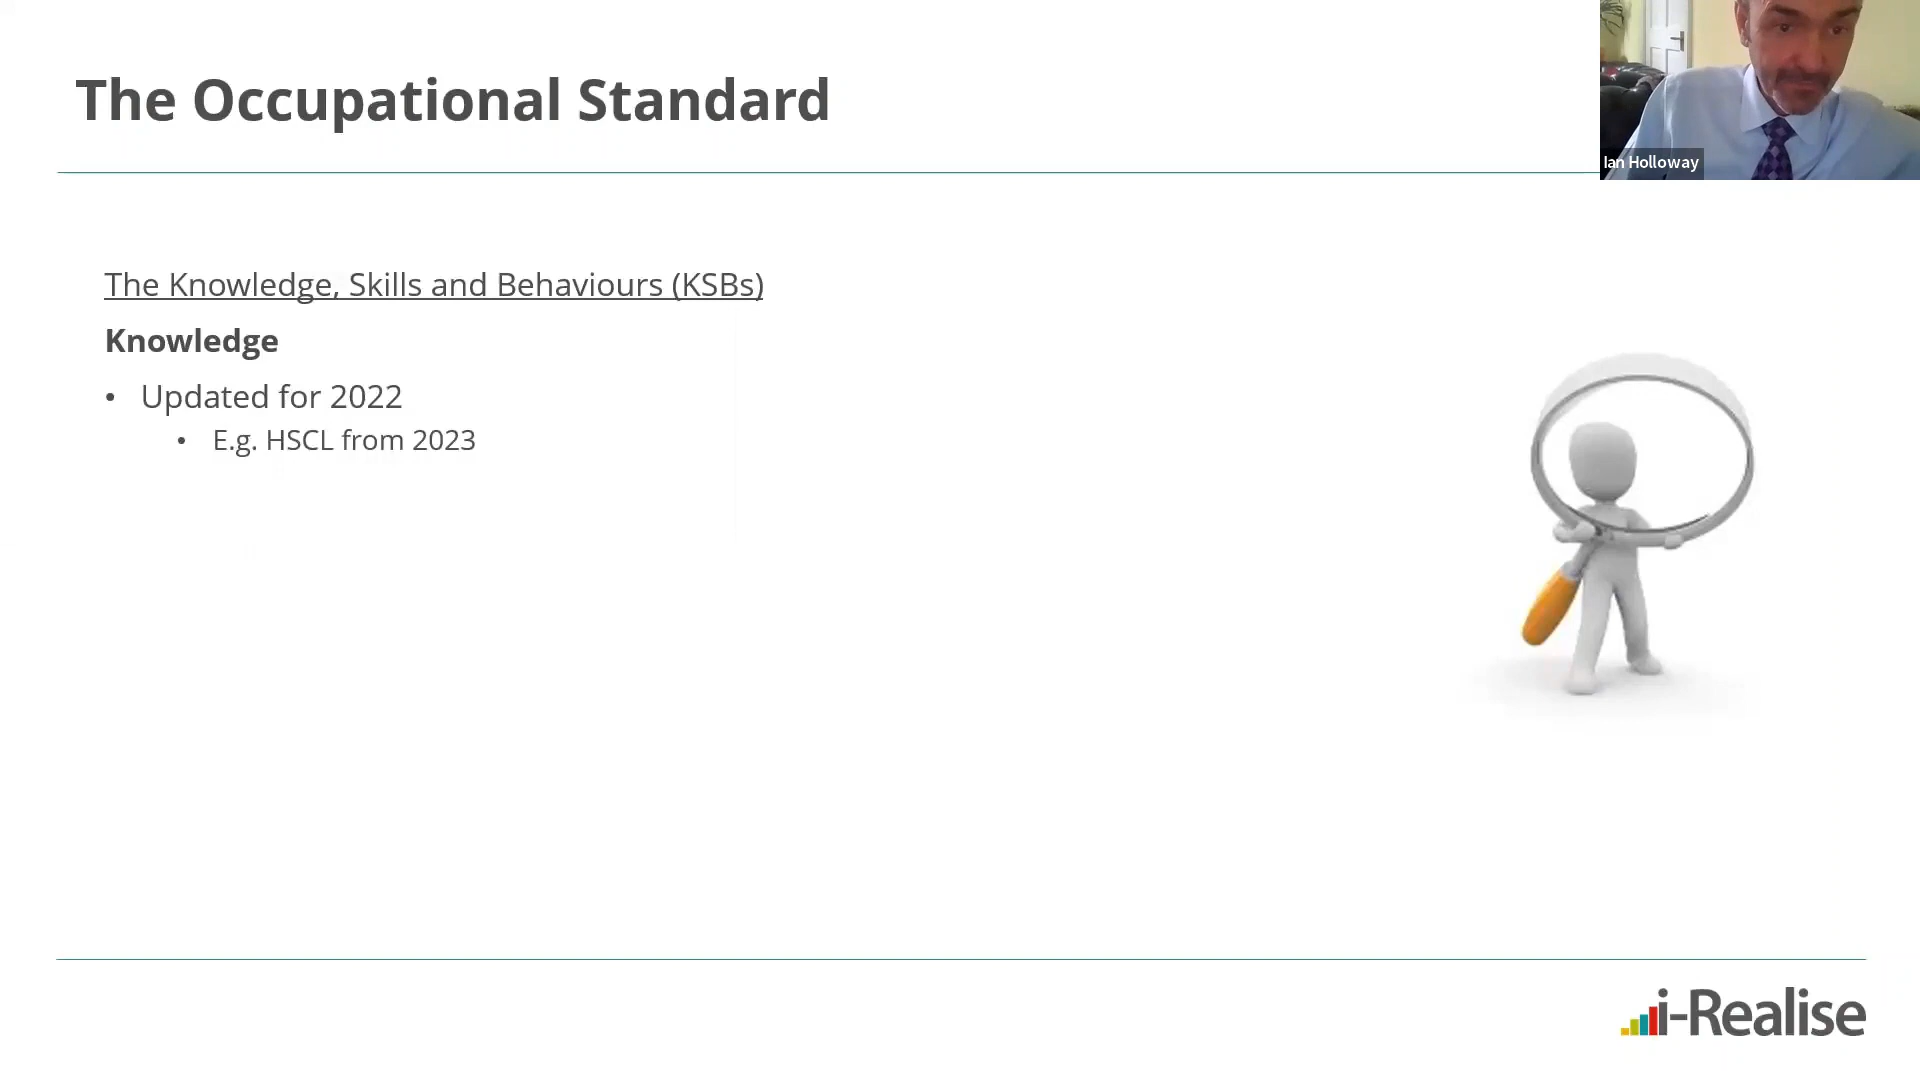 The Occupational Standard
Ian Holloway
The Knowledge, Skills and Behaviours (KSBs)
Knowledge
• Updated for 2022
• E.g. HSCL from 2023
i-Realise